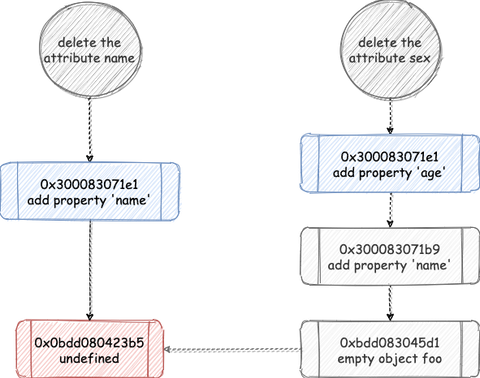 delete the
attribute name
delete the
attribute sex
0x300083071e1
add property 'name'
0x300083071e1
add property 'age'
0x300083071b9
add property 'name'
0x0bdd080423b5
undefined
0xbdd083045d1
empty object foo